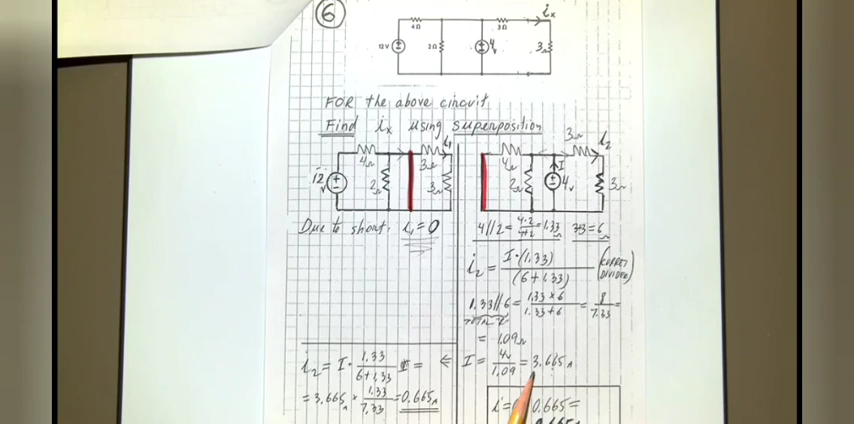 6
ix
4Ω
3Ω
12V
2Ω
4v
3Ω
FOR the above circuit,
Find ix using superposition
4Ω 3Ω i1
12v 2Ω 3Ω
Due to short. i1=0
3Ω i2
4Ω I
2Ω 4v 3Ω
4//2 = 4·2/4+2 = 1.33Ω 3+3=6Ω
i2 = I·(1,33)/(6+1,33) (CURRENT DIVIDER)
1.33//6 = 1.33×6/1.33+6 = 8/7.33 =
= 1.09Ω
I = 4v/1.09 = 3.665A
i2 = I · 1,33/6+1,33 I = ⇐
= 3,665A × 1,33/7,33 = 0.665A
0.665=